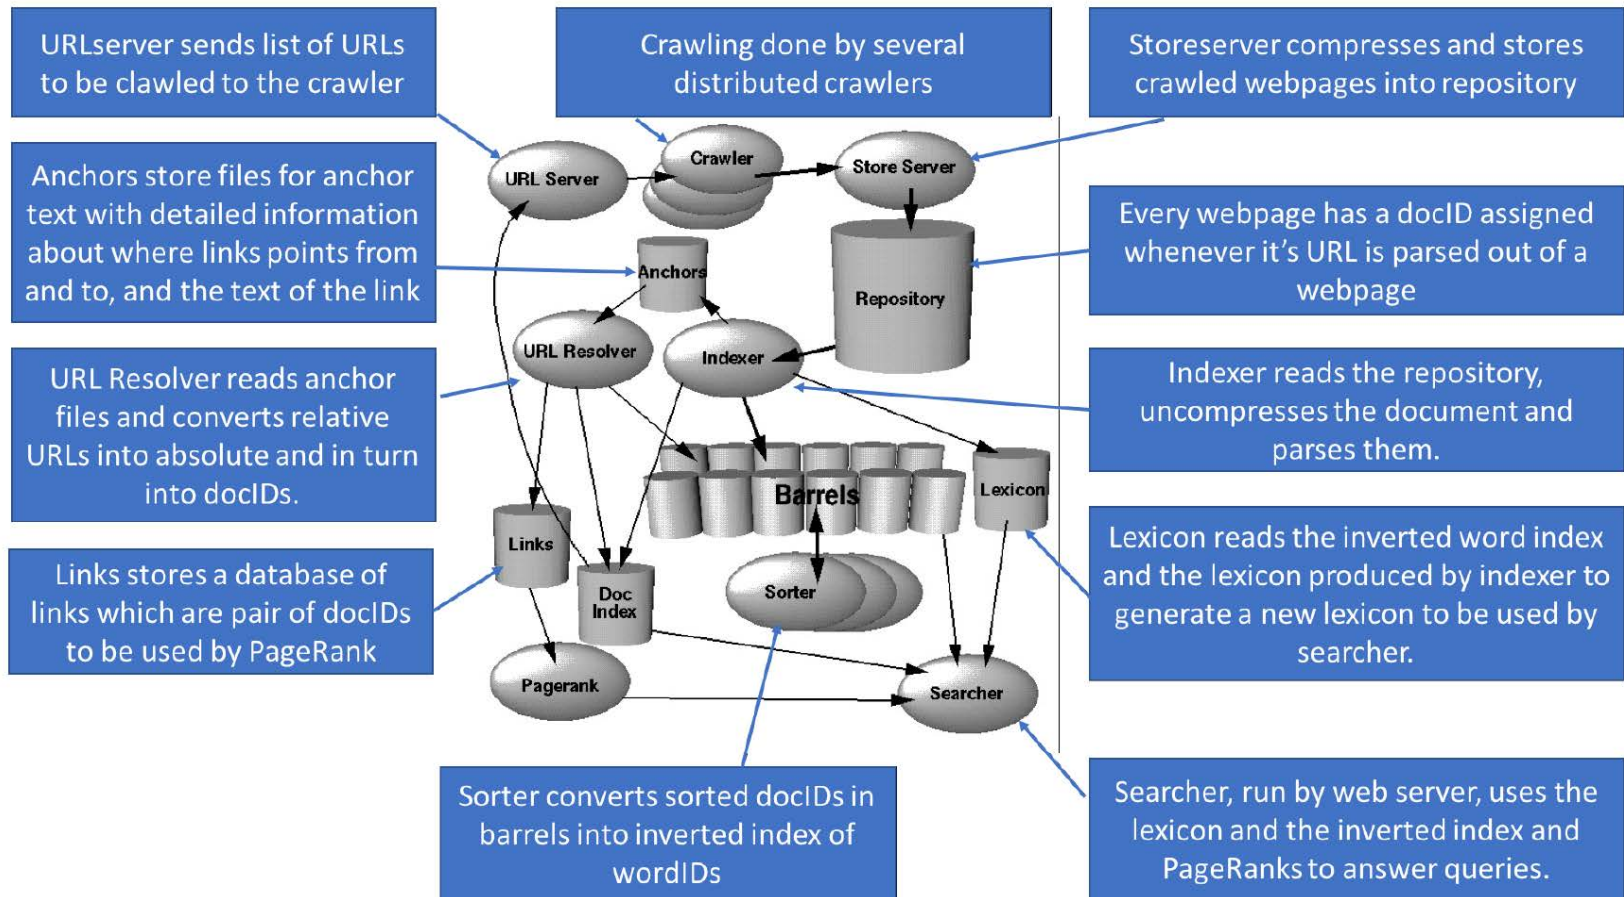 URLserver sends list of URLs
to be clawled to the crawler
Crawling done by several
distributed crawlers
Storeserver compresses and stores
crawled webpages into repository
Anchors store files for anchor
text with detailed information
about where links points from
and to, and the text of the link
Every webpage has a docID assigned
whenever it's URL is parsed out of a
webpage
URL Resolver reads anchor
files and converts relative
URLs into absolute and in turn
into docIDs.
Indexer reads the repository,
uncompresses the document and
parses them.
Links stores a database of
links which are pair of docIDs
to be used by PageRank
Lexicon reads the inverted word index
and the lexicon produced by indexer to
generate a new lexicon to be used by
searcher.
Sorter converts sorted docIDs in
barrels into inverted index of
wordIDs
Searcher, run by web server, uses the
lexicon and the inverted index and
PageRanks to answer queries.
URL Server
Crawler
Store Server
Anchors
Repository
URL Resolver
Indexer
Barrels
Lexicon
Links
Doc
Index
Sorter
Pagerank
Searcher